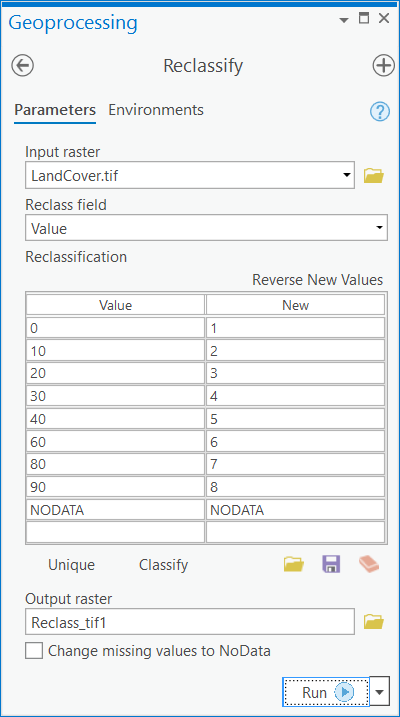 Geoprocessing
Reclassify
Parameters Environments
?
Input raster
LandCover.tif
Reclass field
Value
Reclassification
Reverse New Values
Value New
0 1
10 2
20 3
30 4
40 5
60 6
80 7
90 8
NODATA NODATA
Unique Classify
Output raster
Reclass_tif1
Change missing values to NoData
Run